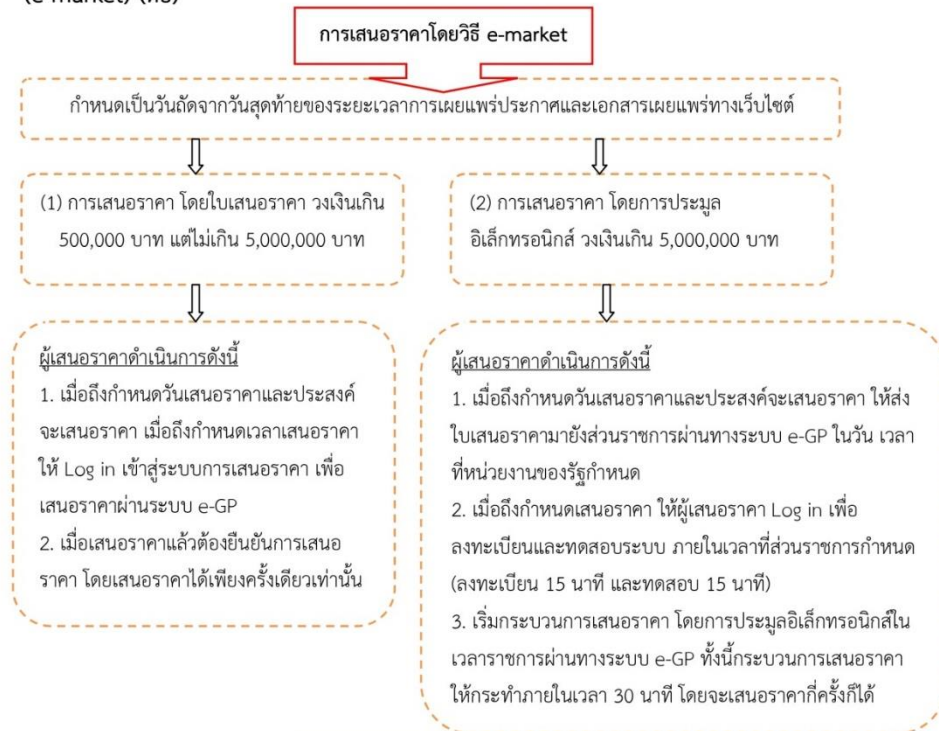 (e-market) (ต่อ)
การเสนอราคาโดยวิธี e-market
กำหนดเป็นวันถัดจากวันสุดท้ายของระยะเวลาการเผยแพร่ประกาศและเอกสารเผยแพร่ทางเว็บไซต์
(1) การเสนอราคา โดยใบเสนอราคา วงเงินเกิน
500,000 บาท แต่ไม่เกิน 5,000,000 บาท
(2) การเสนอราคา โดยการประมูล
อิเล็กทรอนิกส์ วงเงินเกิน 5,000,000 บาท
ผู้เสนอราคาดำเนินการดังนี้
1. เมื่อถึงกำหนดวันเสนอราคาและประสงค์
จะเสนอราคา เมื่อถึงกำหนดเวลาเสนอราคา
ให้ Log in เข้าสู่ระบบการเสนอราคา เพื่อ
เสนอราคาผ่านระบบ e-GP
2. เมื่อเสนอราคาแล้วต้องยืนยันการเสนอ
ราคา โดยเสนอราคาได้เพียงครั้งเดียวเท่านั้น
ผู้เสนอราคาดำเนินการดังนี้
1. เมื่อถึงกำหนดวันเสนอราคาและประสงค์จะเสนอราคา ให้ส่ง
ใบเสนอราคามายังส่วนราชการผ่านทางระบบ e-GP ในวัน เวลา
ที่หน่วยงานของรัฐกำหนด
2. เมื่อถึงกำหนดเสนอราคา ให้ผู้เสนอราคา Log in เพื่อ
ลงทะเบียนและทดสอบระบบ ภายในเวลาที่ส่วนราชการกำหนด
(ลงทะเบียน 15 นาที และทดสอบ 15 นาที)
3. เริ่มกระบวนการเสนอราคา โดยการประมูลอิเล็กทรอนิกส์ใน
เวลาราชการผ่านทางระบบ e-GP ทั้งนี้กระบวนการเสนอราคา
ให้กระทำภายในเวลา 30 นาที โดยจะเสนอราคากี่ครั้งก็ได้